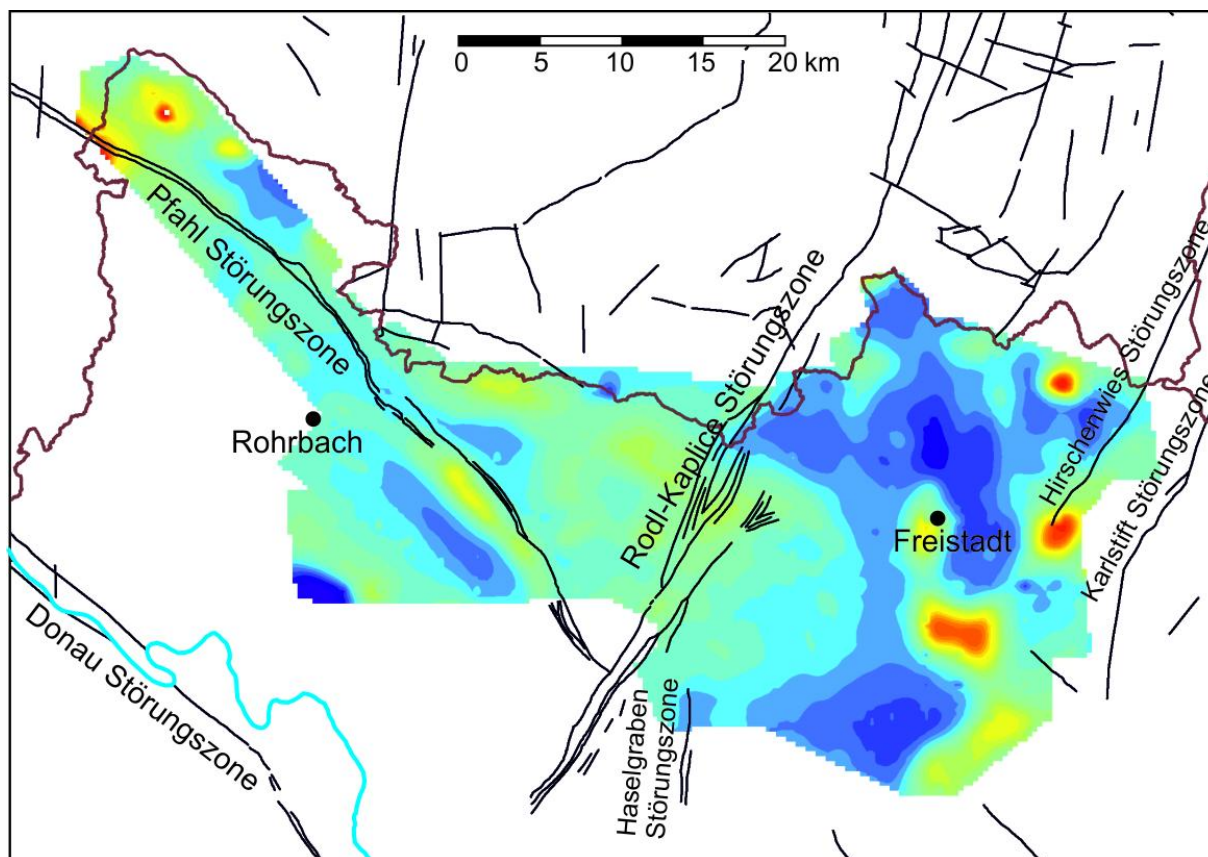 0 5 10 15 20 km
Pfahl Störungszone
Rohrbach
Rodl-Kaplice Störungszone
Freistadt
Hirschenwies Störungszone
Karlstift Störungszone
Donau Störungszone
Haselgraben
Störungszone